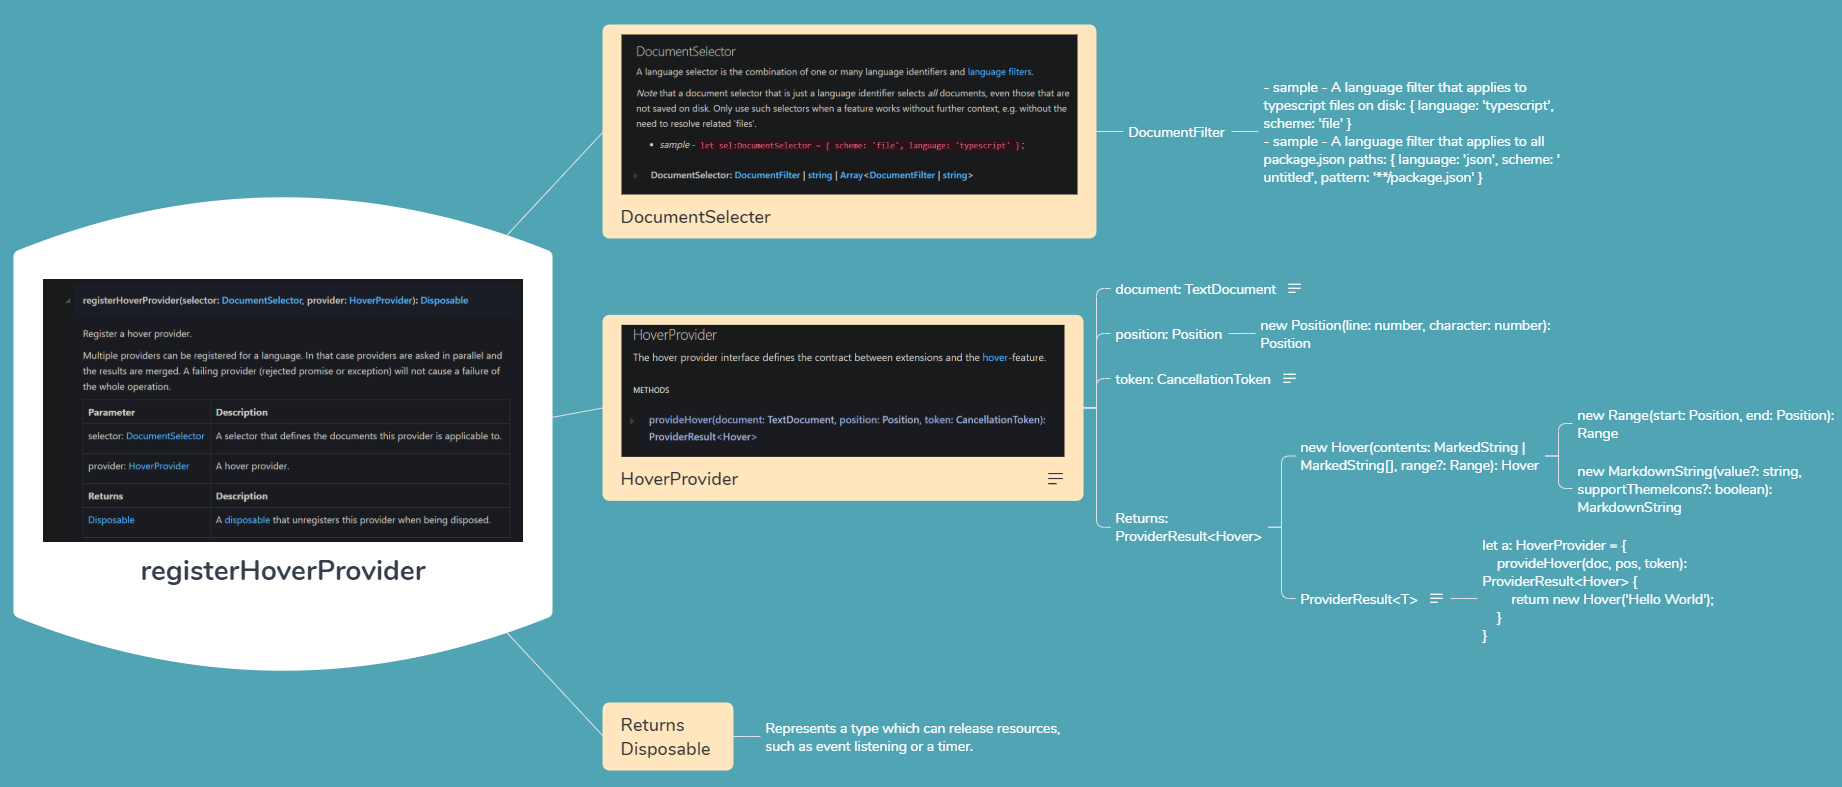 registerHoverProvider(selector: DocumentSelector, provider: HoverProvider): Disposable
Register a hover provider.
Multiple providers can be registered for a language. In that case providers are asked in parallel and
the results are merged. A failing provider (rejected promise or exception) will not cause a failure of
the whole operation.
Parameter Description
selector: DocumentSelector A selector that defines the documents this provider is applicable to.
provider: HoverProvider A hover provider.
Returns Description
Disposable A disposable that unregisters this provider when being disposed.
registerHoverProvider
DocumentSelector
A language selector is the combination of one or many language identifiers and language filters.
Note that a document selector that is just a language identifier selects all documents, even those that are
not saved on disk. Only use such selectors when a feature works without further context, e.g. without the
need to resolve related 'files'.
• sample - let sel:DocumentSelector = { scheme: 'file', language: 'typescript' };
DocumentSelector: DocumentFilter | string | Array<DocumentFilter | string>
DocumentSelecter
DocumentFilter
- sample - A language filter that applies to
typescript files on disk: { language: 'typescript',
scheme: 'file' }
- sample - A language filter that applies to all
package.json paths: { language: 'json', scheme: '
untitled', pattern: '**/package.json' }
HoverProvider
The hover provider interface defines the contract between extensions and the hover-feature.
METHODS
provideHover(document: TextDocument, position: Position, token: CancellationToken):
ProviderResult<Hover>
HoverProvider
document: TextDocument
position: Position
new Position(line: number, character: number):
Position
token: CancellationToken
Returns:
ProviderResult<Hover>
new Hover(contents: MarkedString |
MarkedString[], range?: Range): Hover
new Range(start: Position, end: Position):
Range
new MarkdownString(value?: string,
supportThemeIcons?: boolean):
MarkdownString
ProviderResult<T>
let a: HoverProvider = {
provideHover(doc, pos, token):
ProviderResult<Hover> {
return new Hover('Hello World');
}
}
Returns
Disposable
Represents a type which can release resources,
such as event listening or a timer.